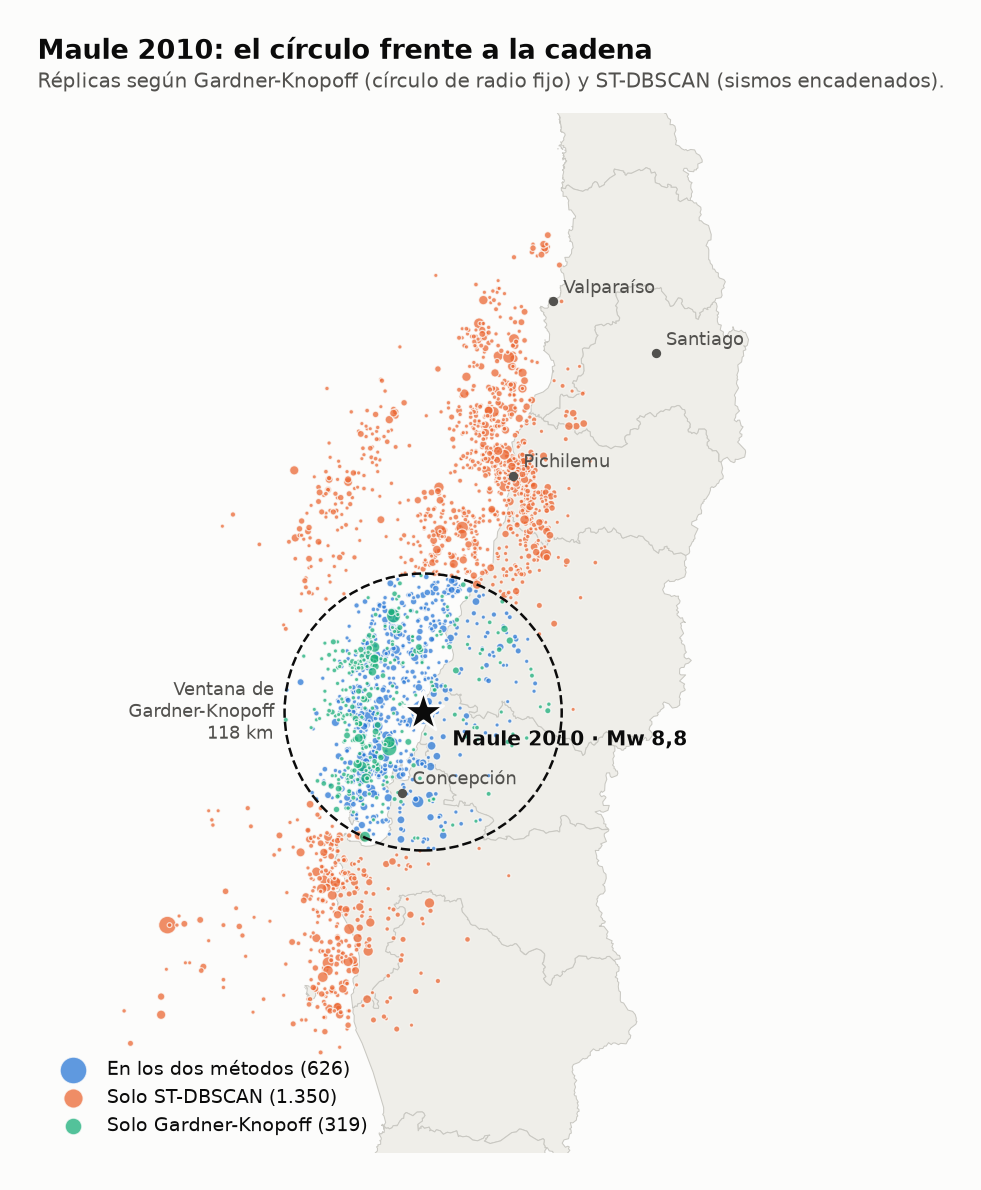 Maule 2010: el círculo frente a la cadena
Réplicas según Gardner-Knopoff (círculo de radio fijo) y ST-DBSCAN (sismos encadenados).
Valparaíso
Santiago
Pichilemu
Ventana de
Gardner-Knopoff
118 km
Maule 2010 · Mw 8,8
Concepción
En los dos métodos (626)
Solo ST-DBSCAN (1.350)
Solo Gardner-Knopoff (319)